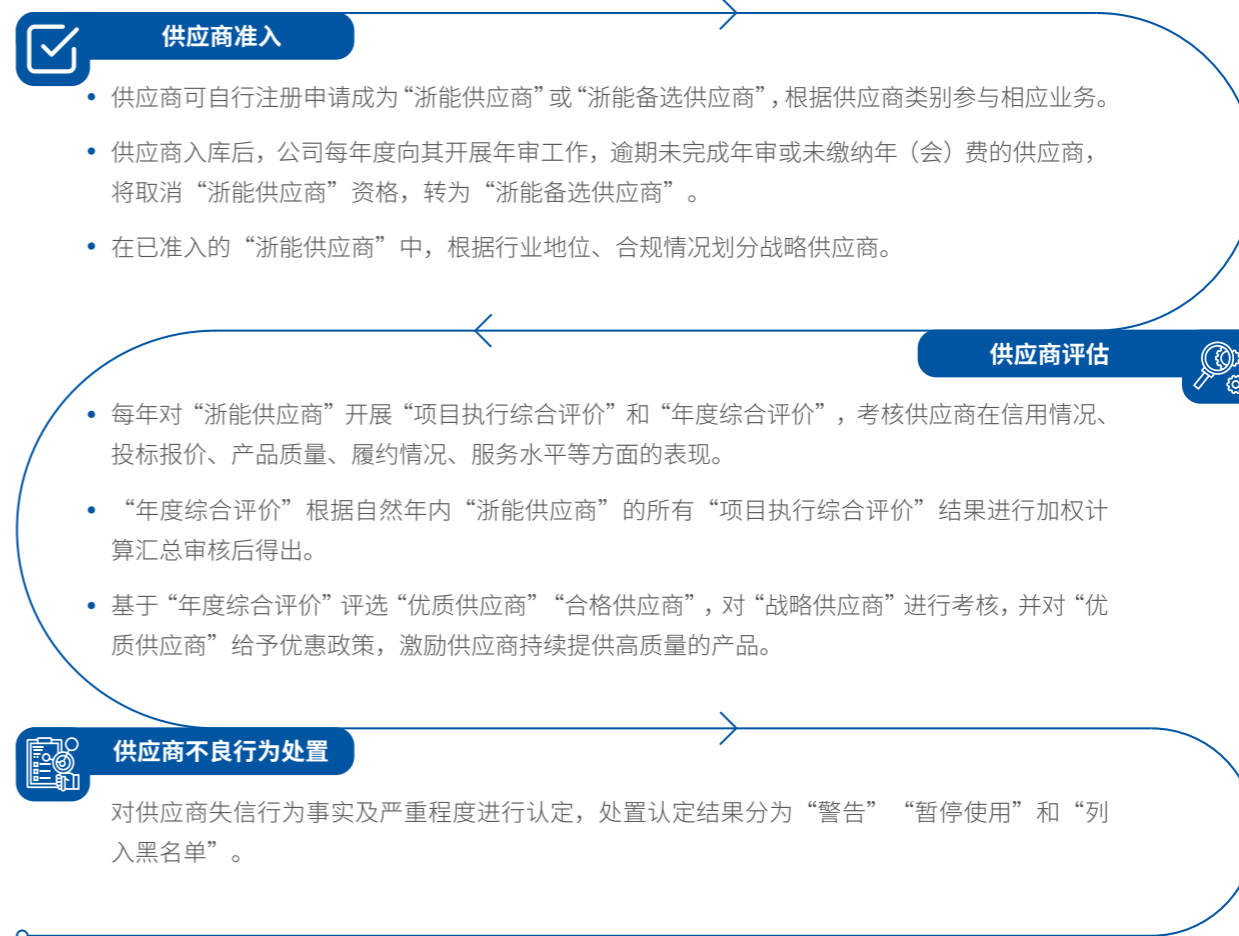 供应商准入
供应商可自行注册申请成为“浙能供应商”或“浙能备选供应商”，根据供应商类别参与相应业务。
供应商入库后，公司每年度向其开展年审工作，逾期未完成年审或未缴纳年（会）费的供应商，
将取消“浙能供应商”资格，转为“浙能备选供应商”。
在已准入的“浙能供应商”中，根据行业地位、合规情况划分战略供应商。
供应商评估
每年对“浙能供应商”开展“项目执行综合评价”和“年度综合评价”，考核供应商在信用情况、
投标报价、产品质量、履约情况、服务水平等方面的表现。
“年度综合评价”根据自然年内“浙能供应商”的所有“项目执行综合评价”结果进行加权计
算汇总审核后得出。
基于“年度综合评价”评选“优质供应商”“合格供应商”，对“战略供应商”进行考核，并对“优
质供应商”给予优惠政策，激励供应商持续提供高质量的产品。
供应商不良行为处置
对供应商失信行为事实及严重程度进行认定，处置认定结果分为“警告”“暂停使用”和“列
入黑名单”。